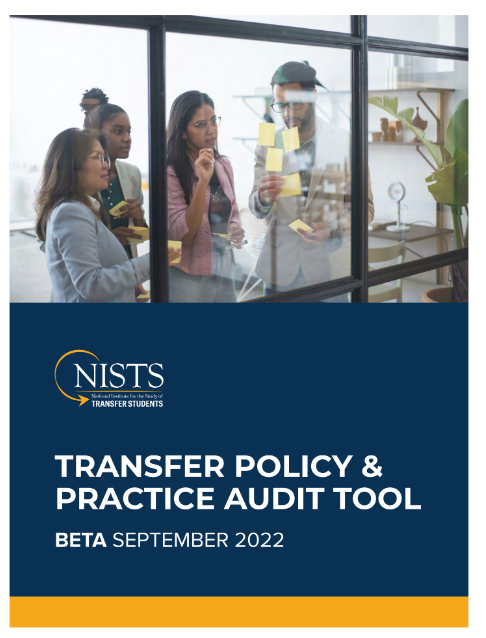 NISTS
National Institute for the Study of
TRANSFER STUDENTS
TRANSFER POLICY &
PRACTICE AUDIT TOOL
BETA SEPTEMBER 2022